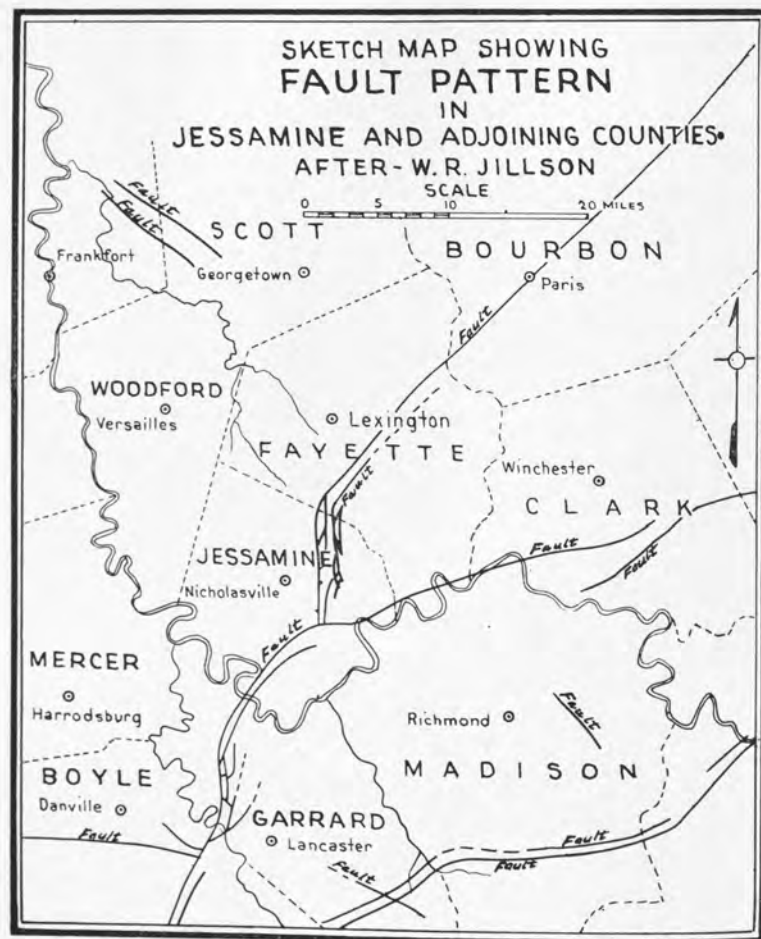 SKETCH MAP SHOWING
FAULT PATTERN
IN
JESSAMINE AND ADJOINING COUNTIES.
AFTER - W. R. JILLSON
SCALE
0 5 10 20 MILES
Fault
Fault
SCOTT
BOURBON
Frankfort
Georgetown
Paris
Fault
WOODFORD
Versailles
Lexington
FAYETTE
Winchester
Fault
CLARK
JESSAMINE
Nicholasville
Fault
Fault
Fault
MERCER
Harrodsburg
Richmond
Fault
MADISON
BOYLE
Danville
GARRARD
Lancaster
Fault
Fault
Fault
Fault